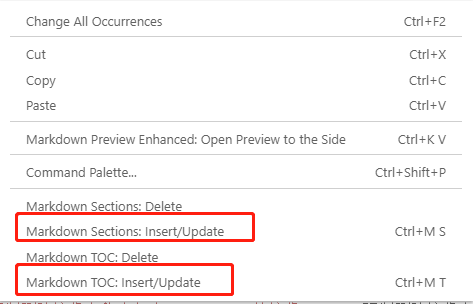 Change All Occurrences Ctrl+F2
Cut Ctrl+X
Copy Ctrl+C
Paste Ctrl+V
Markdown Preview Enhanced: Open Preview to the Side Ctrl+K V
Command Palette... Ctrl+Shift+P
Markdown Sections: Delete
Markdown Sections: Insert/Update Ctrl+M S
Markdown TOC: Delete
Markdown TOC: Insert/Update Ctrl+M T